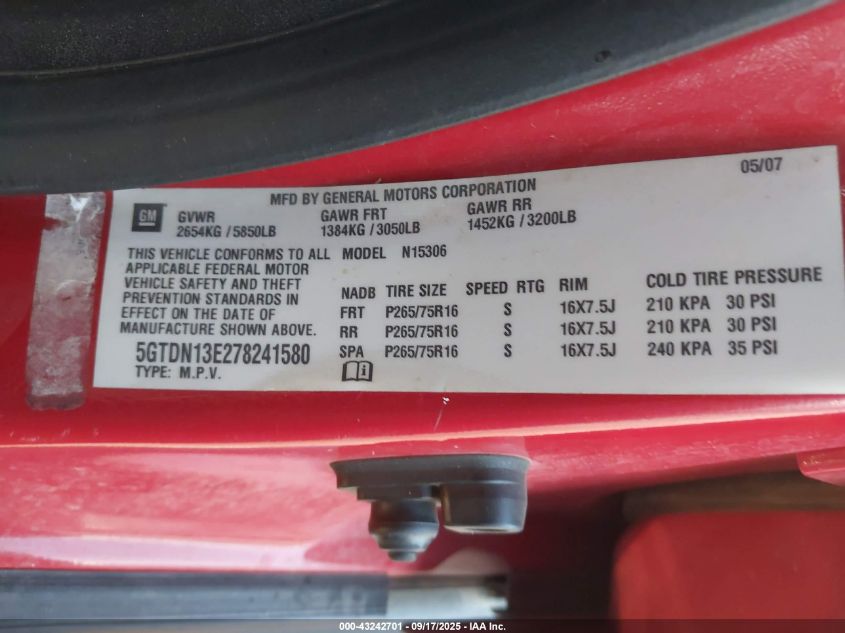 05/07
MFD BY GENERAL MOTORS CORPORATION
GM
GVWR GAWR FRT GAWR RR
2654KG / 5850LB 1384KG / 3050LB 1452KG / 3200LB
THIS VEHICLE CONFORMS TO ALL
APPLICABLE FEDERAL MOTOR
VEHICLE SAFETY AND THEFT
PREVENTION STANDARDS IN
EFFECT ON THE DATE OF
MANUFACTURE SHOWN ABOVE.
5GTDN13E278241580
TYPE: M.P.V.
MODEL N15306
NADB TIRE SIZE SPEED RTG RIM COLD TIRE PRESSURE
FRT P265/75R16 S 16X7.5J 210 KPA 30 PSI
RR P265/75R16 S 16X7.5J 210 KPA 30 PSI
SPA P265/75R16 S 16X7.5J 240 KPA 35 PSI
000-43242701 - 09/17/2025 - IAA Inc.